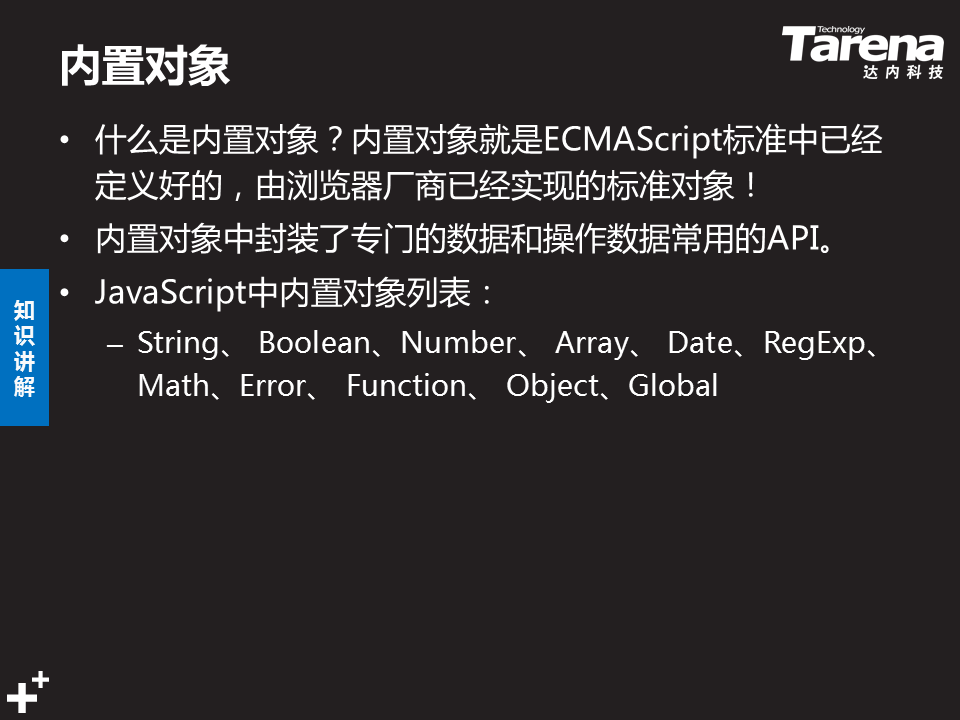 内置对象
Technology
Tarena
达内科技
• 什么是内置对象？内置对象就是ECMAScript标准中已经
定义好的，由浏览器厂商已经实现的标准对象！
• 内置对象中封装了专门的数据和操作数据常用的API。
• JavaScript中内置对象列表：
– String、 Boolean、Number、 Array、 Date、RegExp、
Math、Error、 Function、 Object、Global
知
识
讲
解